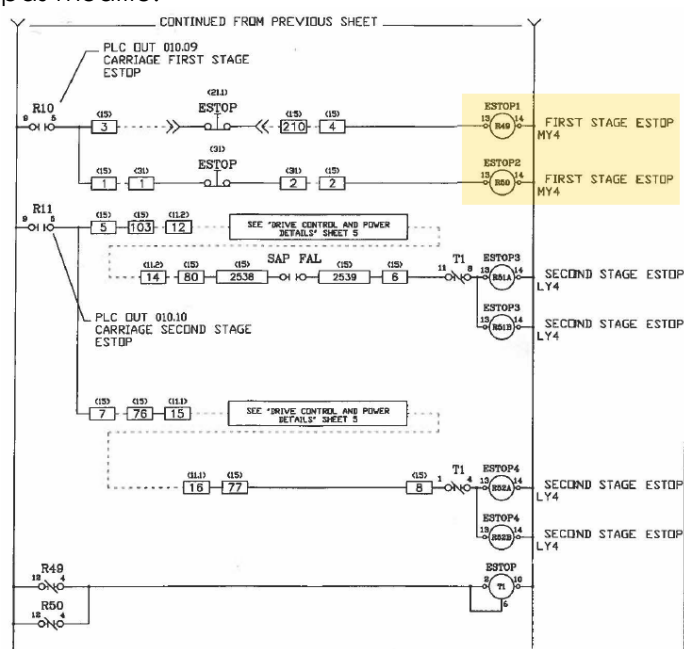 CONTINUED FROM PREVIOUS SHEET
PLC OUT 010.09
CARRIAGE FIRST STAGE
ESTOP
R10
9 5
(15)
3
(21.1)
ESTOP
(15)
210
(15)
4
ESTOP1
13 R49 14
FIRST STAGE ESTOP
MY4
(15)
1
(31)
1
(31)
ESTOP
(31)
2
(15)
2
ESTOP2
13 R50 14
FIRST STAGE ESTOP
MY4
R11
9 5
(15)
5
(15)
103
(11.2)
12
SEE "DRIVE CONTROL AND POWER
DETAILS" SHEET 5
(11.2)
14
(15)
80
(15)
2538
SAP FAL
(15)
2539
(15)
6
T1
11 8
ESTOP3
13 R51A 14
SECOND STAGE ESTOP
LY4
ESTOP3
13 R51B 14
SECOND STAGE ESTOP
LY4
PLC OUT 010.10
CARRIAGE SECOND STAGE
ESTOP
(15)
7
(15)
76
(11.1)
15
SEE "DRIVE CONTROL AND POWER
DETAILS" SHEET 5
(11.1)
16
(15)
77
(15)
8
T1
1 4
ESTOP4
13 R52A 14
SECOND STAGE ESTOP
LY4
ESTOP4
13 R52B 14
SECOND STAGE ESTOP
LY4
R49
12 4
ESTOP
2 T1 10
6
R50
12 4